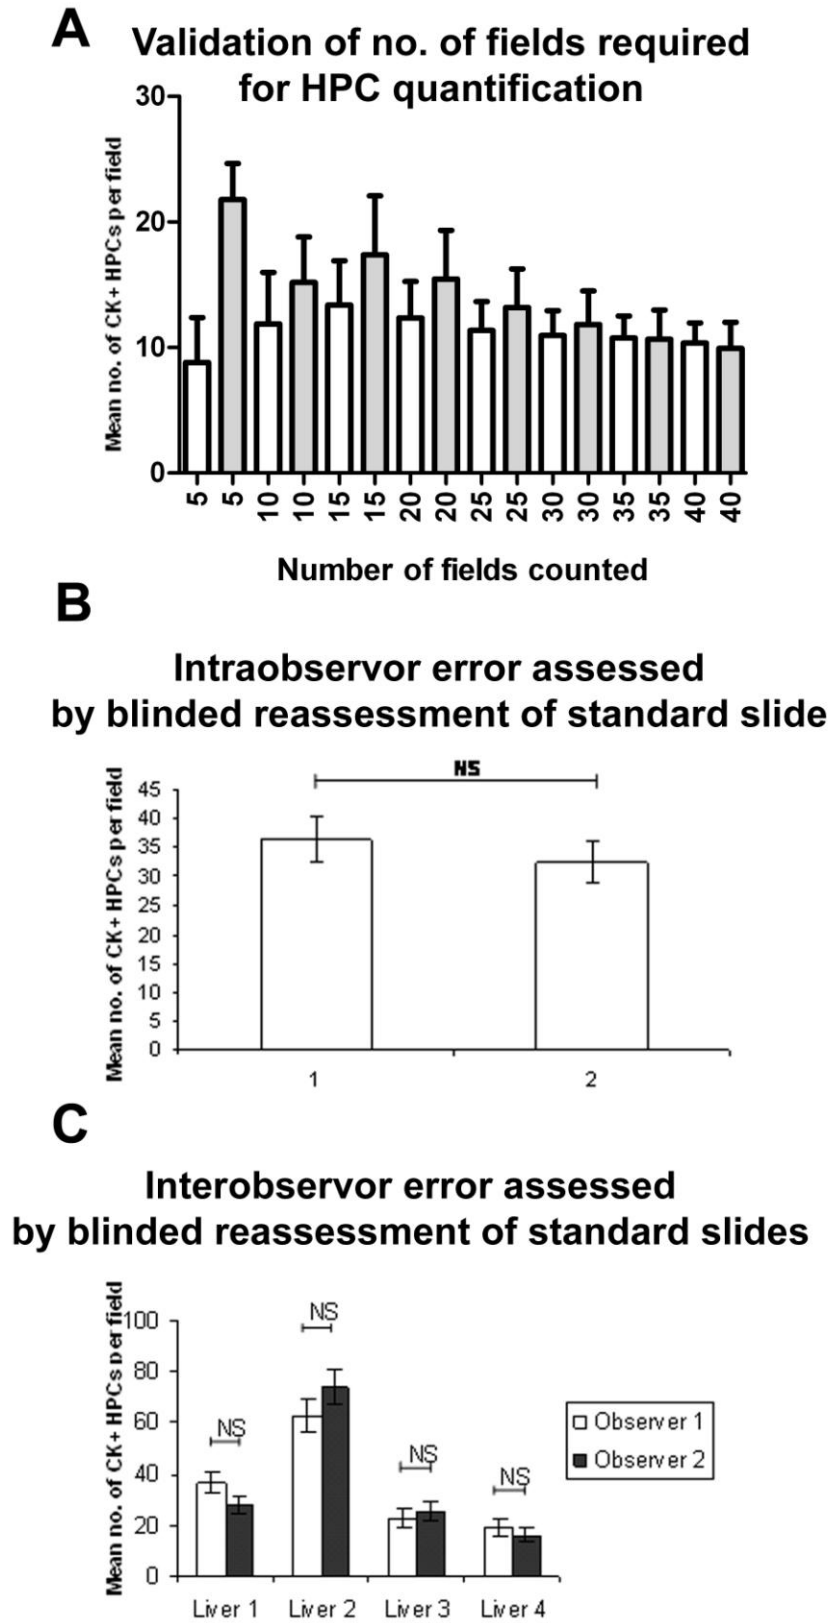 A
Validation of no. of fields required
for HPC quantification
Mean no. of CK+ HPCs per field
30
20
10
0
5 5 10 10 15 15 20 20 25 25 30 30 35 35 40 40
Number of fields counted
B
Intraobservor error assessed
by blinded reassessment of standard slide
Mean no. of CK+ HPCs per field
NS
45
40
35
30
25
20
15
10
5
0
1 2
C
Interobservor error assessed
by blinded reassessment of standard slides
Mean no. of CK+ HPCs per field
100
80
60
40
20
0
NS
NS
NS
NS
Observer 1
Observer 2
Liver 1 Liver 2 Liver 3 Liver 4